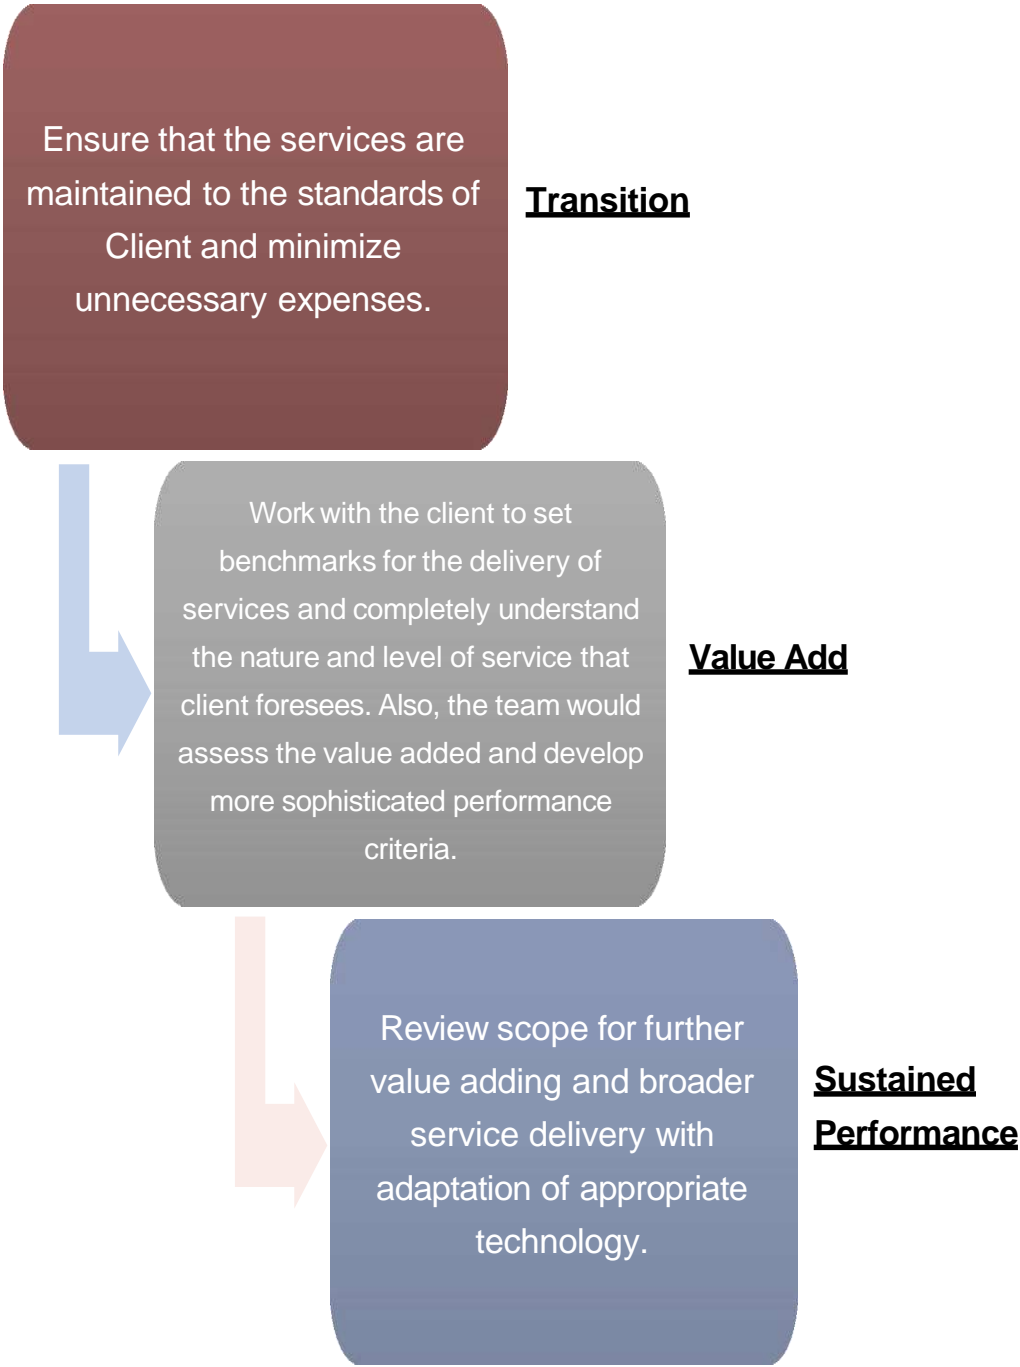 Ensure that the services are
maintained to the standards of
Client and minimize
unnecessary expenses.
Transition
Work with the client to set
benchmarks for the delivery of
services and completely understand
the nature and level of service that
client foresees. Also, the team would
assess the value added and develop
more sophisticated performance
criteria.
Value Add
Review scope for further
value adding and broader
service delivery with
adaptation of appropriate
technology.
Sustained
Performance